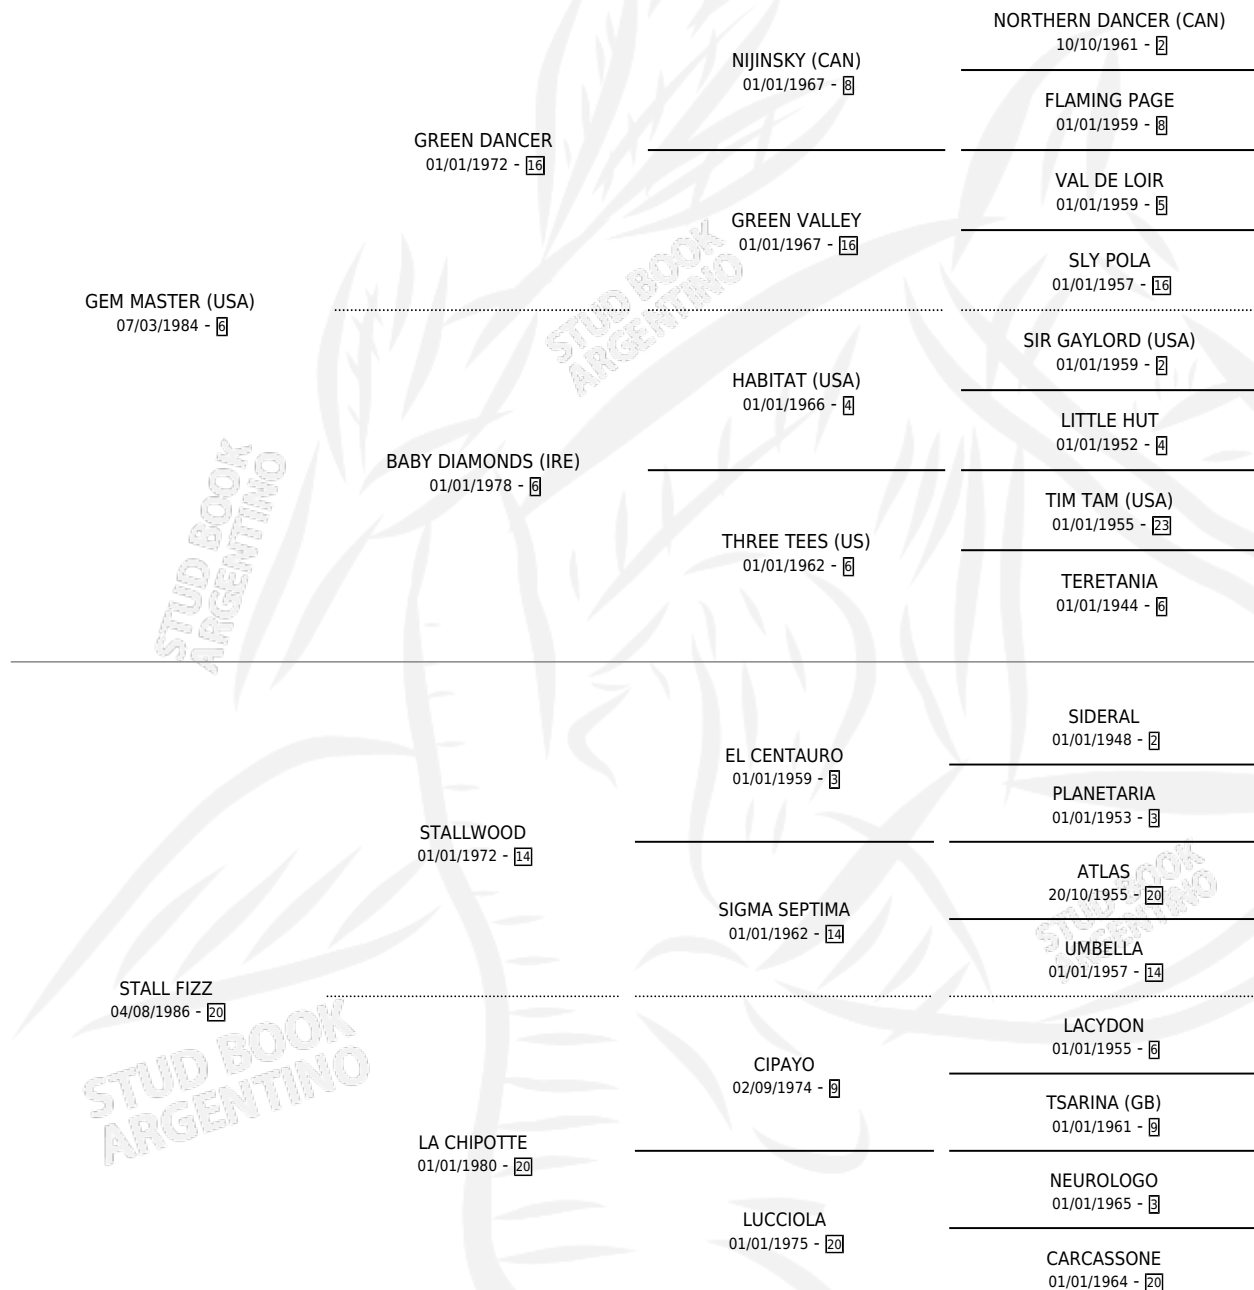 NORTHERN DANCER (CAN)
10/10/1961 - 2
NIJINSKY (CAN)
01/01/1967 - 8
FLAMING PAGE
01/01/1959 - 8
GREEN DANCER
01/01/1972 - 16
VAL DE LOIR
01/01/1959 - 5
GREEN VALLEY
01/01/1967 - 16
SLY POLA
01/01/1957 - 16
GEM MASTER (USA)
07/03/1984 - 6
SIR GAYLORD (USA)
01/01/1959 - 2
HABITAT (USA)
01/01/1966 - 4
LITTLE HUT
01/01/1952 - 4
BABY DIAMONDS (IRE)
01/01/1978 - 6
TIM TAM (USA)
01/01/1955 - 23
THREE TEES (US)
01/01/1962 - 6
TERETANIA
01/01/1944 - 6
SIDERAL
01/01/1948 - 2
EL CENTAURO
01/01/1959 - 3
PLANETARIA
01/01/1953 - 3
STALLWOOD
01/01/1972 - 14
ATLAS
20/10/1955 - 20
SIGMA SEPTIMA
01/01/1962 - 14
UMBELLA
01/01/1957 - 14
STALL FIZZ
04/08/1986 - 20
LACYDON
01/01/1955 - 6
CIPAYO
02/09/1974 - 9
TSARINA (GB)
01/01/1961 - 9
LA CHIPOTTE
01/01/1980 - 20
NEUROLOGO
01/01/1965 - 3
LUCCIOLA
01/01/1975 - 20
CARCASSONE
01/01/1964 - 20
STUD BOOK
ARGENTINO
STUD BOOK
ARGENTINO
STUD BOOK
ARGENTINO
STUD BOOK
ARGENTINO